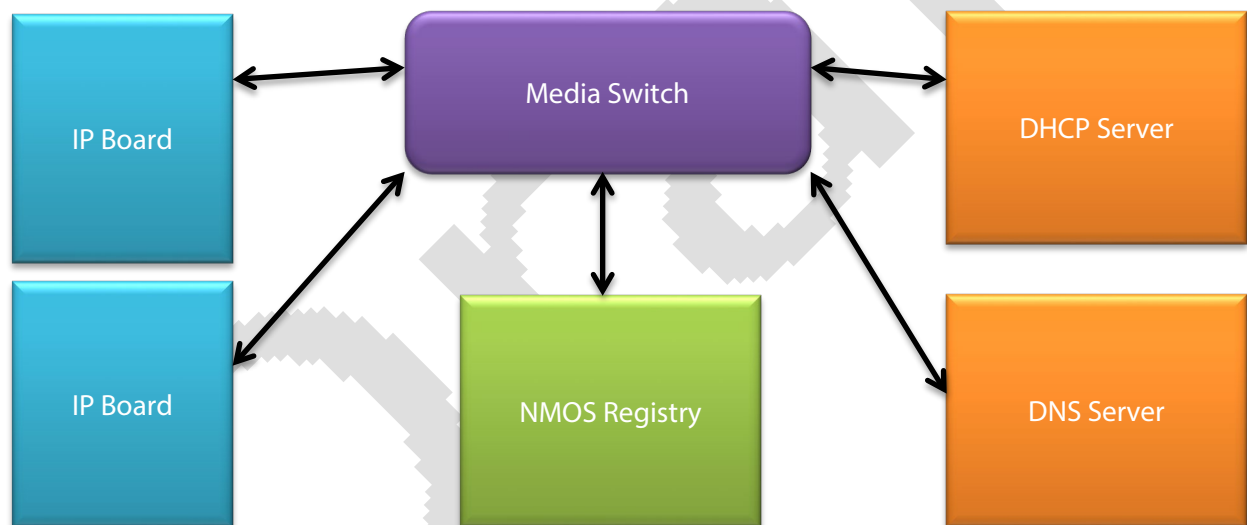 IP Board
Media Switch
DHCP Server
IP Board
NMOS Registry
DNS Server